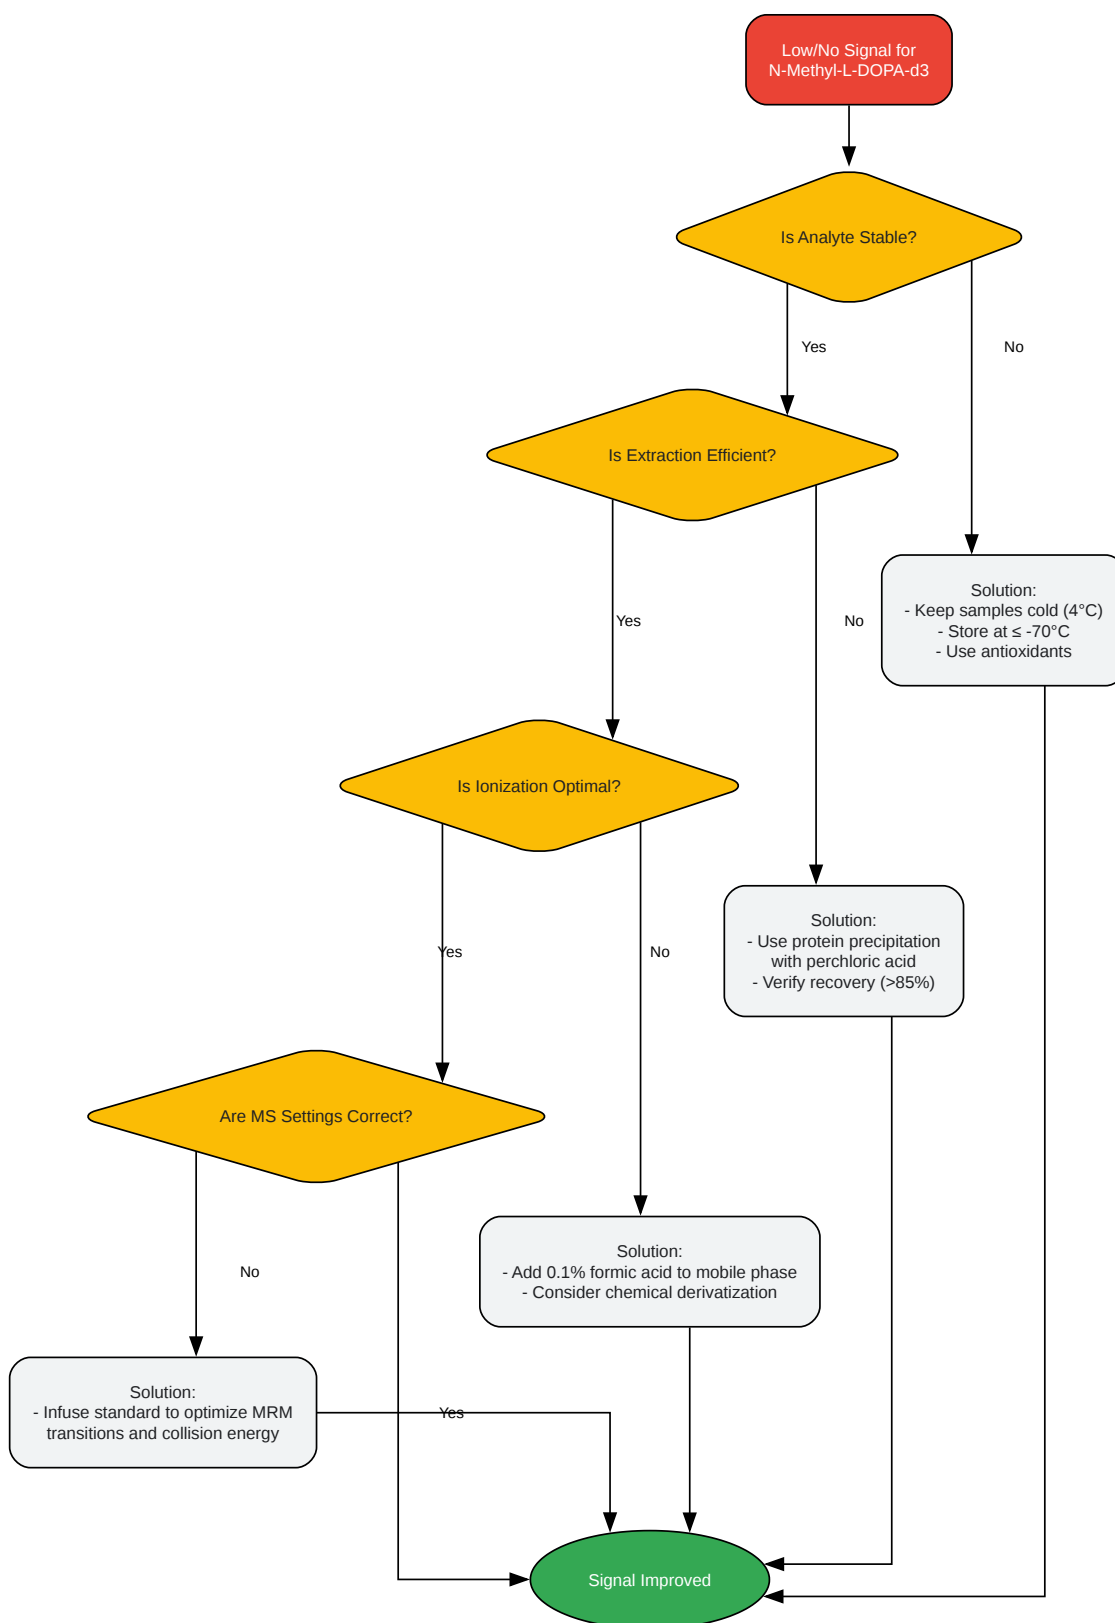 Low/No Signal for
N-Methyl-L-DOPA-d3
Is Analyte Stable?
Yes
No
Is Extraction Efficient?
Solution:
- Keep samples cold (4°C)
- Store at ≤ -70°C
- Use antioxidants
Yes
No
Is Ionization Optimal?
Solution:
- Use protein precipitation
with perchloric acid
- Verify recovery (>85%)
Yes
No
Are MS Settings Correct?
Solution:
- Add 0.1% formic acid to mobile phase
- Consider chemical derivatization
No
Solution:
- Infuse standard to optimize MRM
transitions and collision energy
Yes
Signal Improved